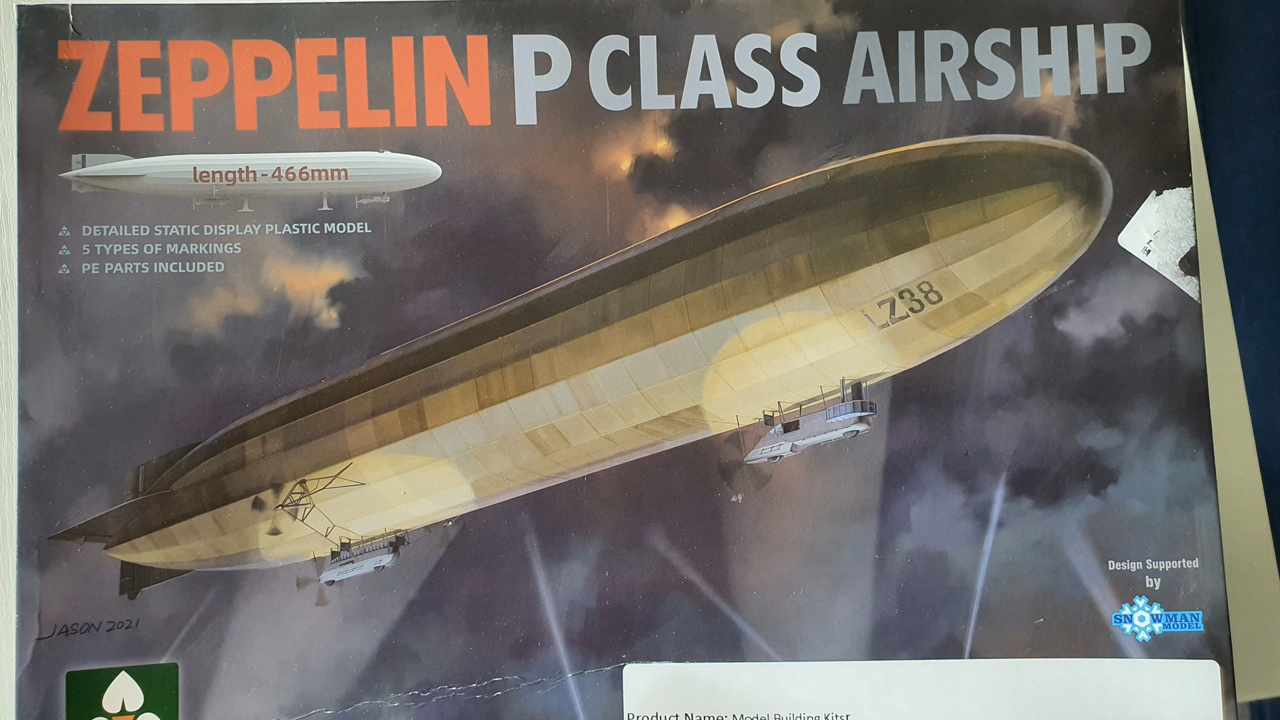 ZEPPELIN P CLASS AIRSHIP
length-466mm
DETAILED STATIC DISPLAY PLASTIC MODEL
5 TYPES OF MARKINGS
PE PARTS INCLUDED
LZ38
Design Supported
by
SNOWMAN
MODEL
JASON 2021
Product Name: Model Building Kitsr